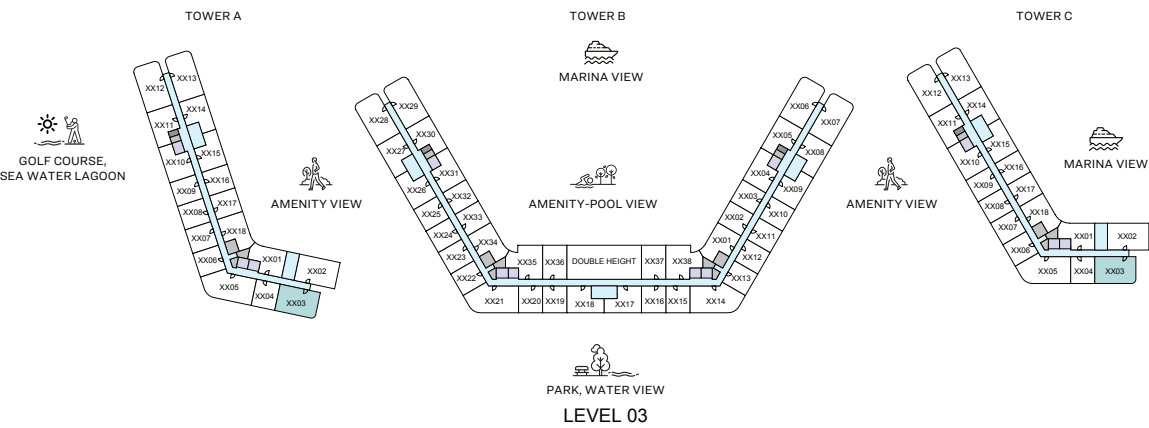 TOWER A
TOWER B
TOWER C
MARINA VIEW
GOLF COURSE,
SEA WATER LAGOON
AMENITY VIEW
AMENITY-POOL VIEW
AMENITY VIEW
MARINA VIEW
XX12
XX13
XX14
XX11
XX10
XX15
XX16
XX09
XX17
XX08
XX07
XX18
XX06
XX01
XX02
XX05
XX04
XX03
XX29
XX28
XX30
XX27
XX31
XX26
XX32
XX25
XX33
XX24
XX34
XX23
XX22
XX21
XX35
XX36
DOUBLE HEIGHT
XX37
XX38
XX20
XX19
XX18
XX17
XX16
XX15
XX14
XX06
XX07
XX05
XX08
XX04
XX09
XX03
XX10
XX02
XX11
XX01
XX12
XX13
XX13
XX12
XX14
XX11
XX15
XX10
XX16
XX09
XX17
XX08
XX18
XX07
XX06
XX01
XX02
XX05
XX04
XX03
PARK, WATER VIEW
LEVEL 03